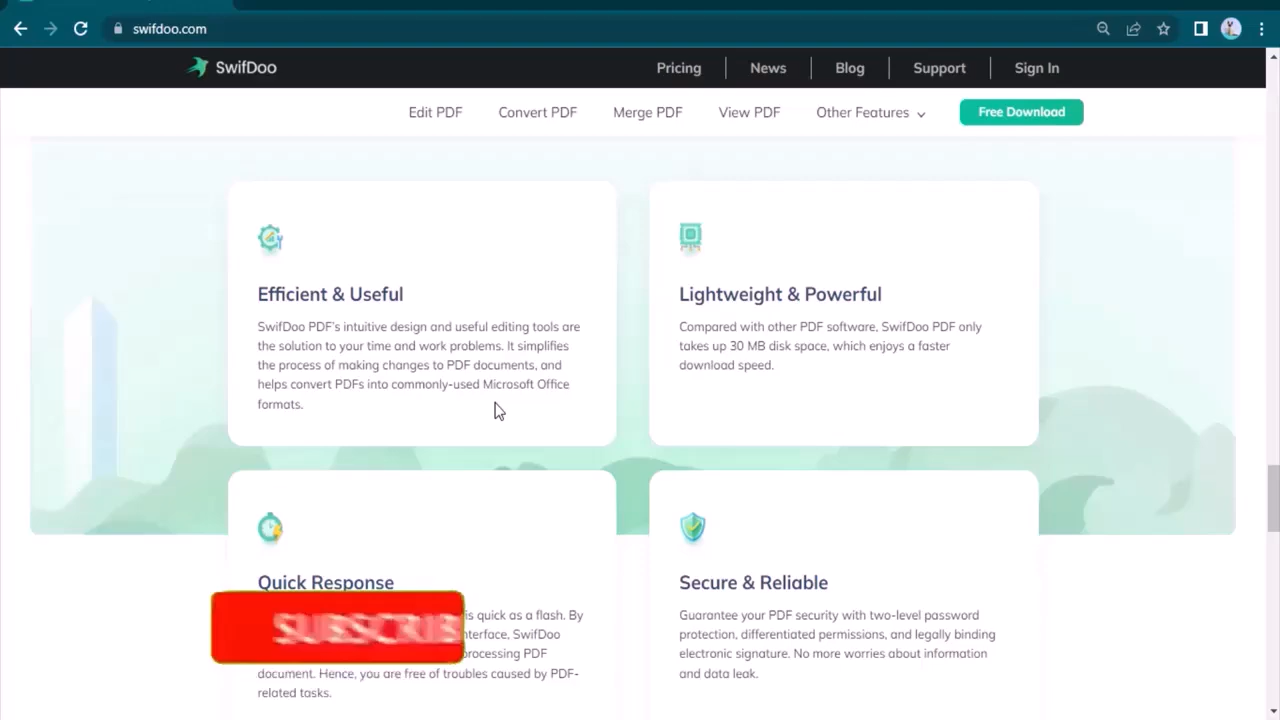 swifdoo.com
SwifDoo
Pricing
News
Blog
Support
Sign In
Edit PDF
Convert PDF
Merge PDF
View PDF
Other Features
Free Download
Efficient & Useful
SwifDoo PDF's intuitive design and useful editing tools are
the solution to your time and work problems. It simplifies
the process of making changes to PDF documents, and
helps convert PDFs into commonly-used Microsoft Office
formats.
Lightweight & Powerful
Compared with other PDF software, SwifDoo PDF only
takes up 30 MB disk space, which enjoys a faster
download speed.
Quick Response
is quick as a flash. By
nterface, SwifDoo
processing PDF
document. Hence, you are free of troubles caused by PDF-
related tasks.
SUBSCRIB
Secure & Reliable
Guarantee your PDF security with two-level password
protection, differentiated permissions, and legally binding
electronic signature. No more worries about information
and data leak.